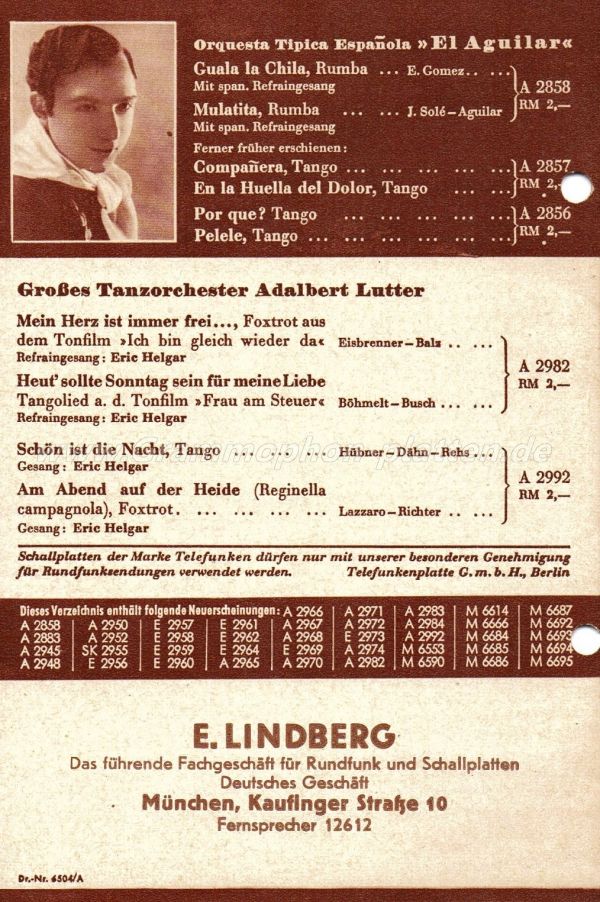 Orquesta Tipica Española »El Aguilar«
Guala la Chila, Rumba ... E. Gomez .. ...
Mit span. Refraingesang
A 2858
RM 2,—
Mulatita, Rumba ... ... J. Solé–Aguilar
Mit span. Refraingesang
Ferner früher erschienen:
Compañera, Tango ... ... ... ...
A 2857
RM 2,-
En la Huella del Dolor, Tango ... ...
Por que? Tango ... ... ... ...
A 2856
RM 2,—
Pelele, Tango ... ... ... ... ...
Großes Tanzorchester Adalbert Lutter
Mein Herz ist immer frei..., Foxtrot aus
dem Tonfilm »Ich bin gleich wieder da« Eisbrenner–Balz .. ...
Refraingesang: Eric Helgar
A 2982
RM 2,—
Heut' sollte Sonntag sein für meine Liebe
Tangolied a. d. Tonfilm »Frau am Steuer« Böhmelt–Busch ... ...
Refraingesang: Eric Helgar
Schön ist die Nacht, Tango ... ... ... Hübner–Dähn–Rehs ...
Gesang: Eric Helgar
A 2992
RM 2,—
Am Abend auf der Heide (Reginella
campagnola), Foxtrot. ... ... ... ... Lazzaro–Richter .. ...
Gesang: Eric Helgar
Schallplatten der Marke Telefunken dürfen nur mit unserer besonderen Genehmigung
für Rundfunksendungen verwendet werden. Telefunkenplatte G.m.b.H., Berlin
Dieses Verzeichnis enthält folgende Neuerscheinungen: A 2966 A 2971 A 2983 M 6614 M 6687
A 2858 A 2950 E 2957 E 2961 A 2967 A 2972 A 2984 M 6666 M 6692
A 2883 A 2952 E 2958 E 2962 A 2968 E 2973 A 2992 M 6684 M 6693
A 2945 SK 2955 E 2959 E 2964 E 2969 A 2974 M 6553 M 6685 M 6694
A 2948 E 2956 E 2960 A 2965 A 2970 A 2982 M 6590 M 6686 M 6695
E. LINDBERG
Das führende Fachgeschäft für Rundfunk und Schallplatten
Deutsches Geschäft
München, Kaufinger Straße 10
Fernsprecher 12612
Dr.-Nr. 6504/A